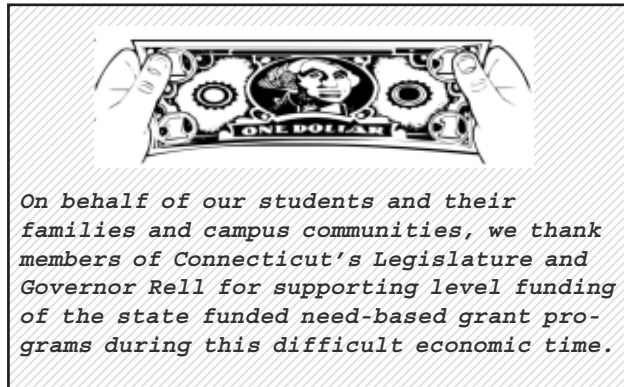 ONE DOLLAR
On behalf of our students and their
families and campus communities, we thank
members of Connecticut’s Legislature and
Governor Rell for supporting level funding
of the state funded need-based grant pro-
grams during this difficult economic time.